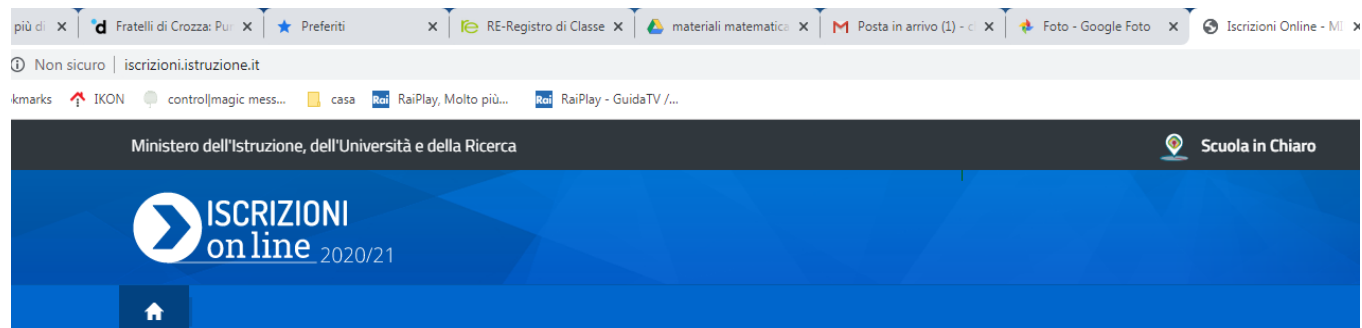 più di Fratelli di Crozza: Pur Preferiti RE-Registro di Classe materiali matematica Posta in arrivo (1) - c Foto - Google Foto Iscrizioni Online - MI
Non sicuro | iscrizioni.istruzione.it
kmarks IKON control|magic mess... casa Rai RaiPlay, Molto più... Rai RaiPlay - GuidaTV /...
Ministero dell'Istruzione, dell'Università e della Ricerca Scuola in Chiaro
ISCRIZIONI
on line 2020/21